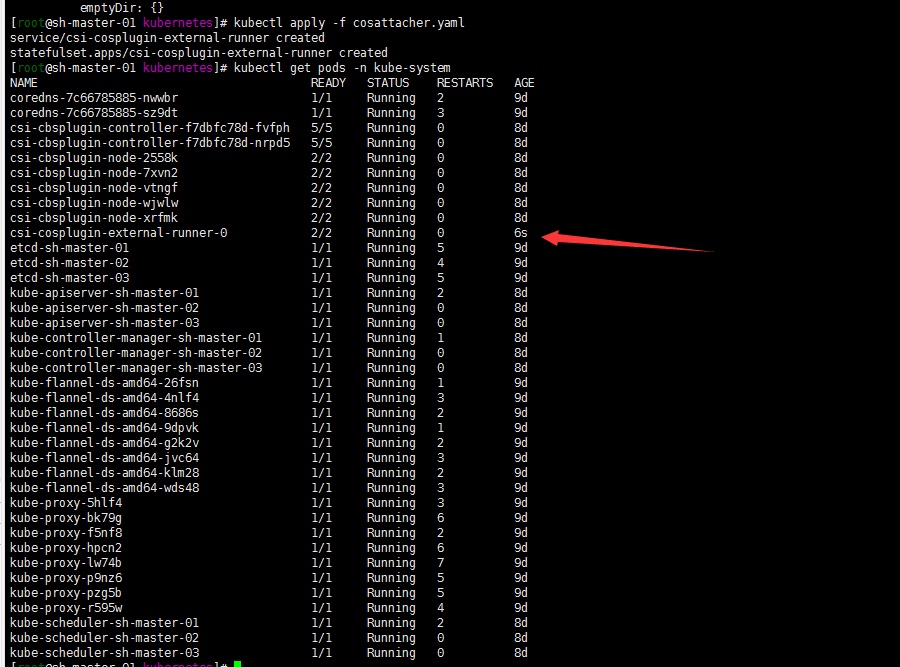 emptyDir: {}
[root@sh-master-01 kubernetes]# kubectl apply -f cosattacher.yaml
service/csi-cosplugin-external-runner created
statefulset.apps/csi-cosplugin-external-runner created
[root@sh-master-01 kubernetes]# kubectl get pods -n kube-system
NAME READY STATUS RESTARTS AGE
coredns-7c66785885-nwwbr 1/1 Running 2 9d
coredns-7c66785885-sz9dt 1/1 Running 3 9d
csi-cbsplugin-controller-f7dbfc78d-fvfph 5/5 Running 0 8d
csi-cbsplugin-controller-f7dbfc78d-nrpd5 5/5 Running 0 8d
csi-cbsplugin-node-2558k 2/2 Running 0 8d
csi-cbsplugin-node-7xvn2 2/2 Running 0 8d
csi-cbsplugin-node-vtngf 2/2 Running 0 8d
csi-cbsplugin-node-wjwlw 2/2 Running 0 8d
csi-cbsplugin-node-xrfmk 2/2 Running 0 8d
csi-cosplugin-external-runner-0 2/2 Running 0 6s
etcd-sh-master-01 1/1 Running 5 9d
etcd-sh-master-02 1/1 Running 4 9d
etcd-sh-master-03 1/1 Running 5 9d
kube-apiserver-sh-master-01 1/1 Running 2 8d
kube-apiserver-sh-master-02 1/1 Running 0 8d
kube-apiserver-sh-master-03 1/1 Running 0 8d
kube-controller-manager-sh-master-01 1/1 Running 1 8d
kube-controller-manager-sh-master-02 1/1 Running 0 8d
kube-controller-manager-sh-master-03 1/1 Running 0 8d
kube-flannel-ds-amd64-26fsn 1/1 Running 1 9d
kube-flannel-ds-amd64-4nlf4 1/1 Running 3 9d
kube-flannel-ds-amd64-8686s 1/1 Running 2 9d
kube-flannel-ds-amd64-9dpvk 1/1 Running 1 9d
kube-flannel-ds-amd64-g2k2v 1/1 Running 2 9d
kube-flannel-ds-amd64-jvc64 1/1 Running 3 9d
kube-flannel-ds-amd64-klm28 1/1 Running 2 9d
kube-flannel-ds-amd64-wds48 1/1 Running 3 9d
kube-proxy-5hlf4 1/1 Running 3 9d
kube-proxy-bk79g 1/1 Running 6 9d
kube-proxy-f5nf8 1/1 Running 2 9d
kube-proxy-hpcn2 1/1 Running 6 9d
kube-proxy-lw74b 1/1 Running 7 9d
kube-proxy-p9nz6 1/1 Running 5 9d
kube-proxy-pzg5b 1/1 Running 5 9d
kube-proxy-r595w 1/1 Running 4 9d
kube-scheduler-sh-master-01 1/1 Running 2 8d
kube-scheduler-sh-master-02 1/1 Running 0 8d
kube-scheduler-sh-master-03 1/1 Running 0 8d
[root@sh-master-01 kubernetes]#